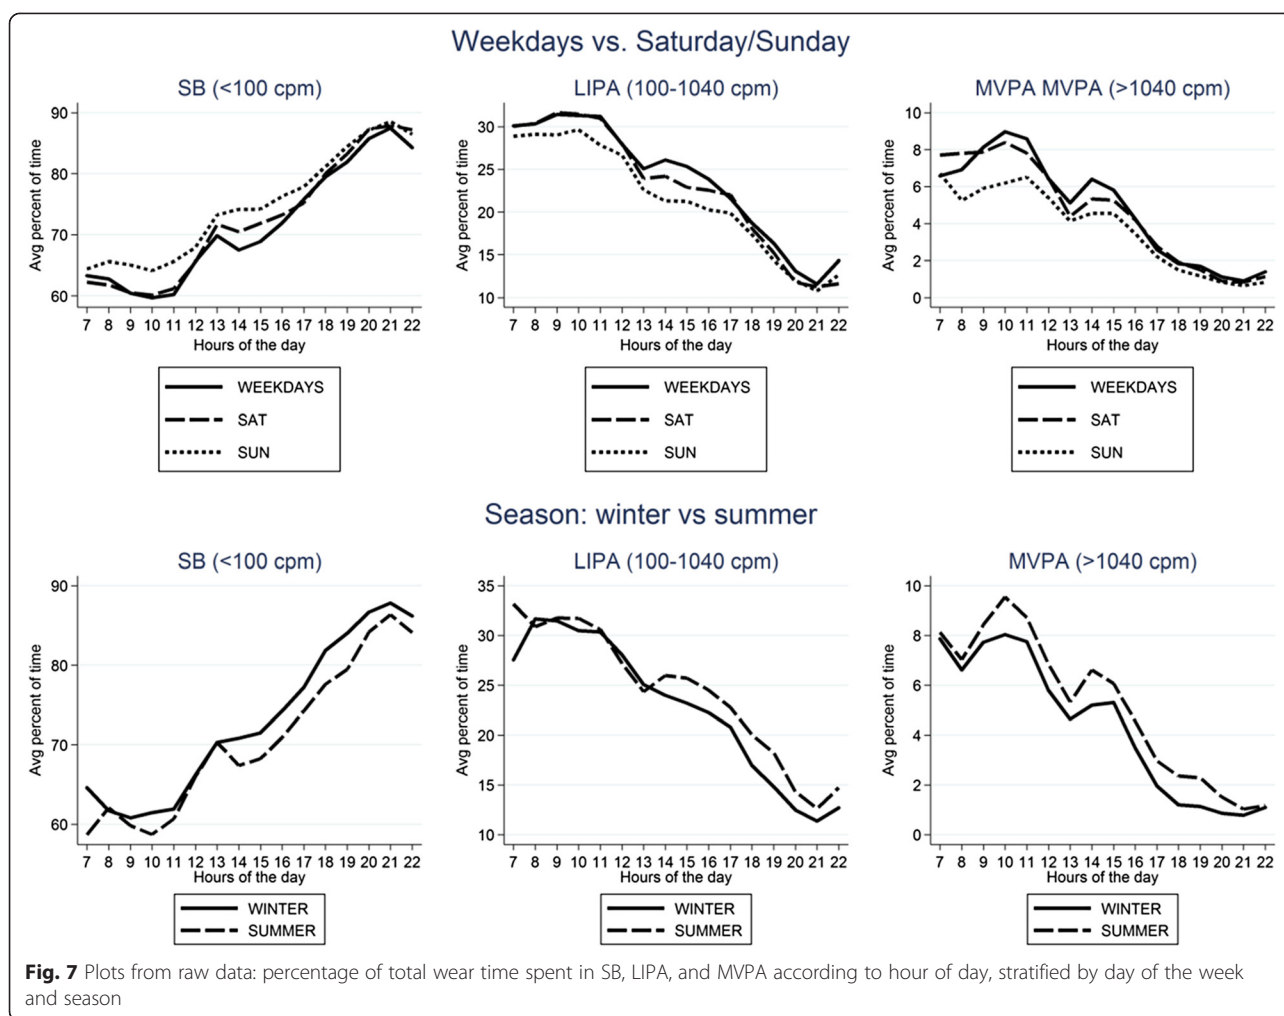 Weekdays vs. Saturday/Sunday
SB (<100 cpm)
Avg percent of time
90
80
70
60
7 8 9 10 11 12 13 14 15 16 17 18 19 20 21 22
Hours of the day
WEEKDAYS
SAT
SUN
LIPA (100-1040 cpm)
Avg percent of time
30
25
20
15
10
7 8 9 10 11 12 13 14 15 16 17 18 19 20 21 22
Hours of the day
WEEKDAYS
SAT
SUN
MVPA MVPA (>1040 cpm)
Avg percent of time
10
8
6
4
2
0
7 8 9 10 11 12 13 14 15 16 17 18 19 20 21 22
Hours of the day
WEEKDAYS
SAT
SUN
Season: winter vs summer
SB (<100 cpm)
Avg percent of time
90
80
70
60
7 8 9 10 11 12 13 14 15 16 17 18 19 20 21 22
Hours of the day
WINTER
SUMMER
LIPA (100-1040 cpm)
Avg percent of time
35
30
25
20
15
10
7 8 9 10 11 12 13 14 15 16 17 18 19 20 21 22
Hours of the day
WINTER
SUMMER
MVPA (>1040 cpm)
Avg percent of time
10
8
6
4
2
0
7 8 9 10 11 12 13 14 15 16 17 18 19 20 21 22
Hours of the day
WINTER
SUMMER
Fig. 7 Plots from raw data: percentage of total wear time spent in SB, LIPA, and MVPA according to hour of day, stratified by day of the week
and season